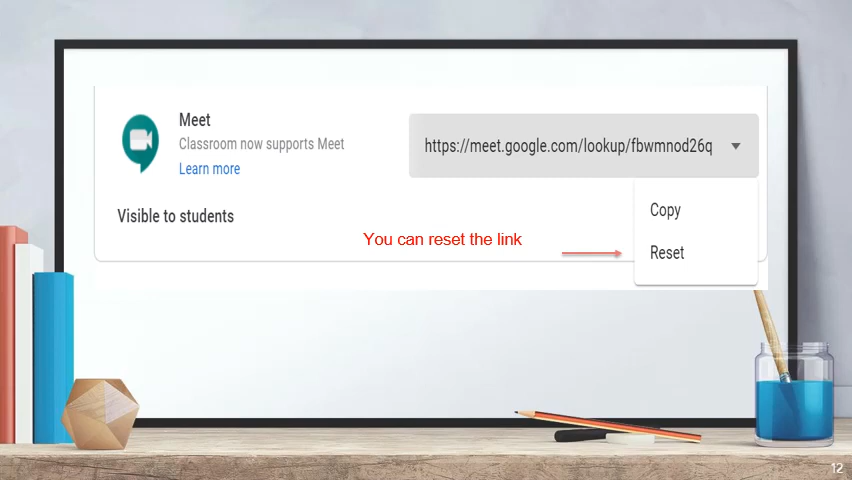 Meet
Classroom now supports Meet
Learn more
https://meet.google.com/lookup/fbwmnod26q
Visible to students
Copy
You can reset the link
Reset
12